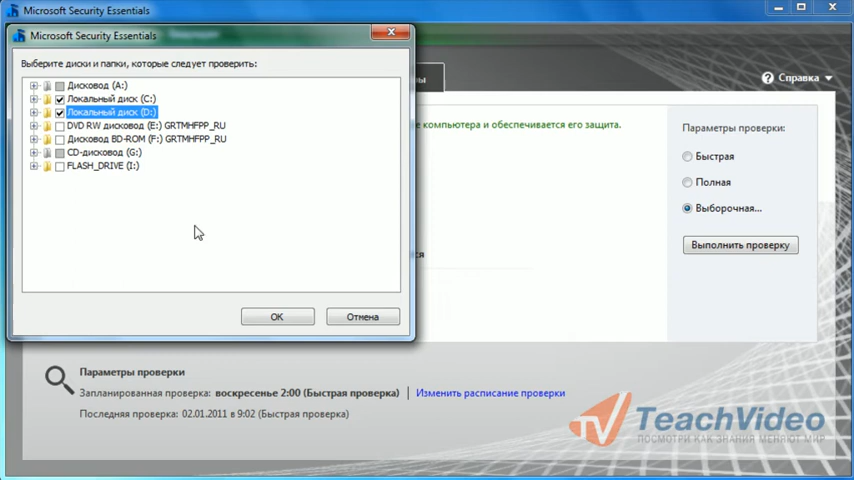 Microsoft Security Essentials
Microsoft Security Essentials
Выберите диски и папки, которые следует проверить:
Дисковод (A:)
Локальный диск (C:)
Локальный диск (D:)
DVD RW дисковод (E:) GRTMHFPP_RU
Дисковод BD-ROM (F:) GRTMHFPP_RU
CD-дисковод (G:)
FLASH_DRIVE (I:)
OK
Отмена
Справка
компьютера и обеспечивается его защита.
Параметры проверки:
Быстрая
Полная
Выборочная...
Выполнить проверку
Параметры проверки
Запланированная проверка: воскресенье 2:00 (Быстрая проверка)
Изменить расписание проверки
Последняя проверка: 02.01.2011 в 9:02 (Быстрая проверка)
TeachVideo
ПОСМОТРИ КАК ЗНАНИЯ МЕНЯЮТ МИР